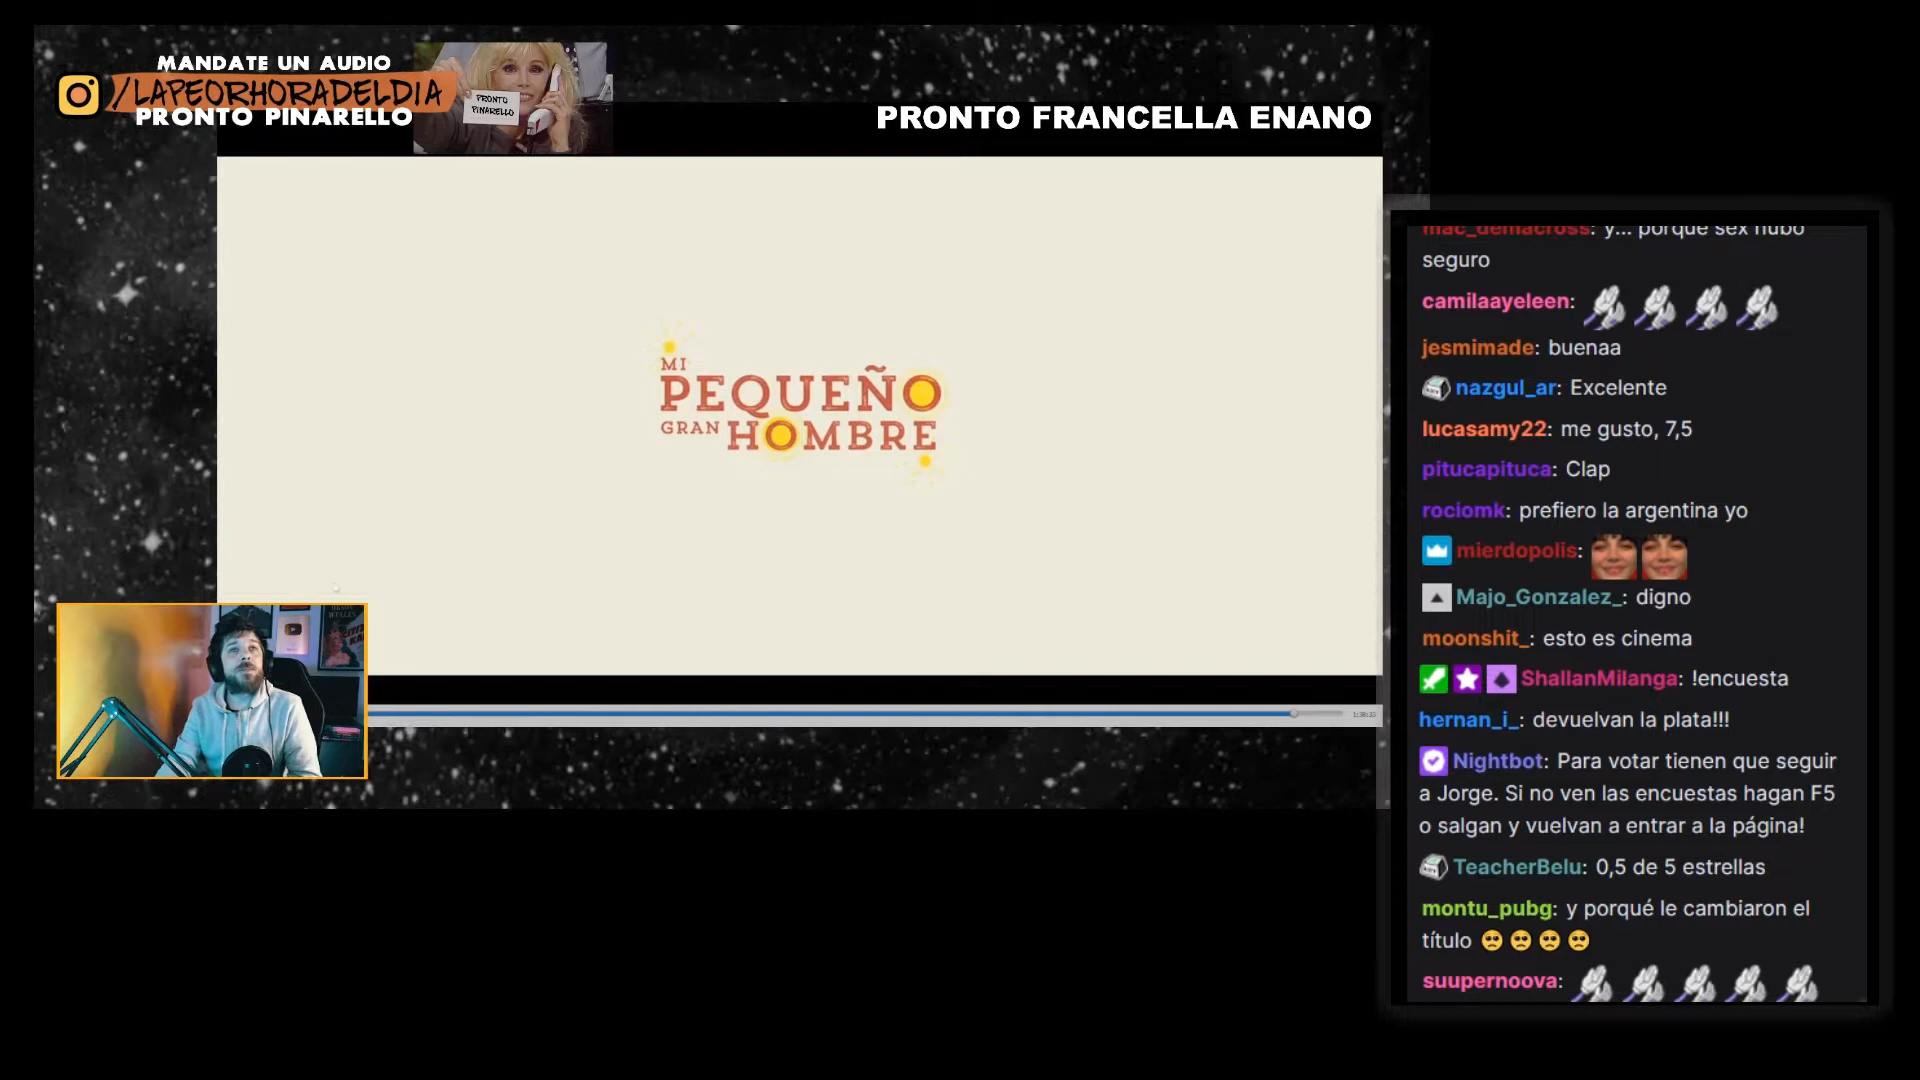 MANDATE UN AUDIO
/LAPEORHORADELDIA
PRONTO PINARELLO
PRONTO
PINARELLO
PRONTO FRANCELLA ENANO
MI
PEQUEÑO
GRAN HOMBRE
mac_demacross: y... porque sex hubo
seguro
camilaayeleen:
jesmimade: buenaa
nazgul_ar: Excelente
lucasamy22: me gusto, 7,5
pitucapituca: Clap
rociomk: prefiero la argentina yo
mierdopolis:
Majo_Gonzalez_: digno
moonshit_: esto es cinema
ShallanMilanga: !encuesta
hernan_i_: devuelvan la plata!!!
Nightbot: Para votar tienen que seguir
a Jorge. Si no ven las encuestas hagan F5
o salgan y vuelvan a entrar a la página!
TeacherBelu: 0,5 de 5 estrellas
montu_pubg: y porqué le cambiaron el
título 🥺 🥺 🥺 🥺
suupernoova: